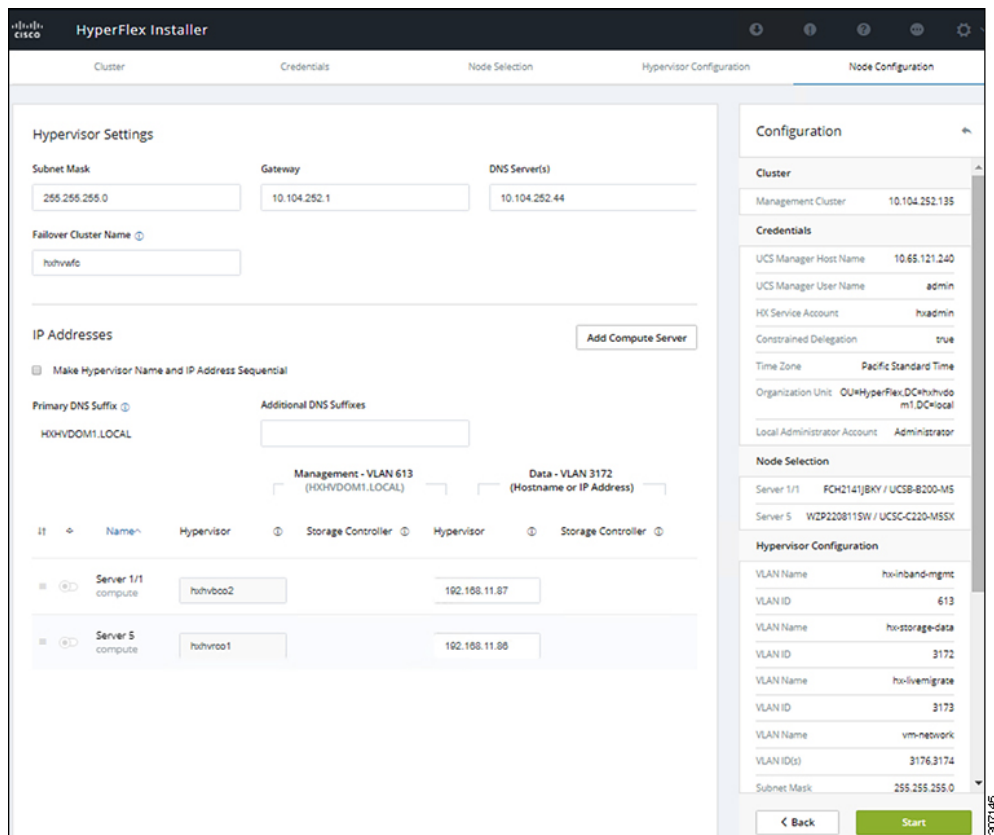 cisco
HyperFlex Installer
Cluster
Credentials
Node Selection
Hypervisor Configuration
Node Configuration
Hypervisor Settings
Subnet Mask
Gateway
DNS Server(s)
255.255.255.0
10.104.252.1
10.104.252.44
Failover Cluster Name
hxhvwfc
IP Addresses
Add Compute Server
Make Hypervisor Name and IP Address Sequential
Primary DNS Suffix
Additional DNS Suffixes
HXHVDOM1.LOCAL
Management - VLAN 613
(HXHVDOM1.LOCAL)
Data - VLAN 3172
(Hostname or IP Address)
Name
Hypervisor
Storage Controller
Hypervisor
Storage Controller
Server 1/1
compute
hxhvbco2
192.168.11.87
Server 5
compute
hxhvrco1
192.168.11.86
Configuration
Cluster
Management Cluster 10.104.252.135
Credentials
UCS Manager Host Name 10.65.121.240
UCS Manager User Name admin
HX Service Account hxadmin
Constrained Delegation true
Time Zone Pacific Standard Time
Organization Unit OU=HyperFlex,DC=hxhvdo
m1,DC=local
Local Administrator Account Administrator
Node Selection
Server 1/1 FCH2141JBKY / UCSB-B200-M5
Server 5 WZP220811SW / UCSC-C220-M5SX
Hypervisor Configuration
VLAN Name hx-inband-mgmt
VLAN ID 613
VLAN Name hx-storage-data
VLAN ID 3172
VLAN Name hx-livemigrate
VLAN ID 3173
VLAN Name vm-network
VLAN ID(s) 3176,3174
Subnet Mask 255.255.255.0
< Back
Start